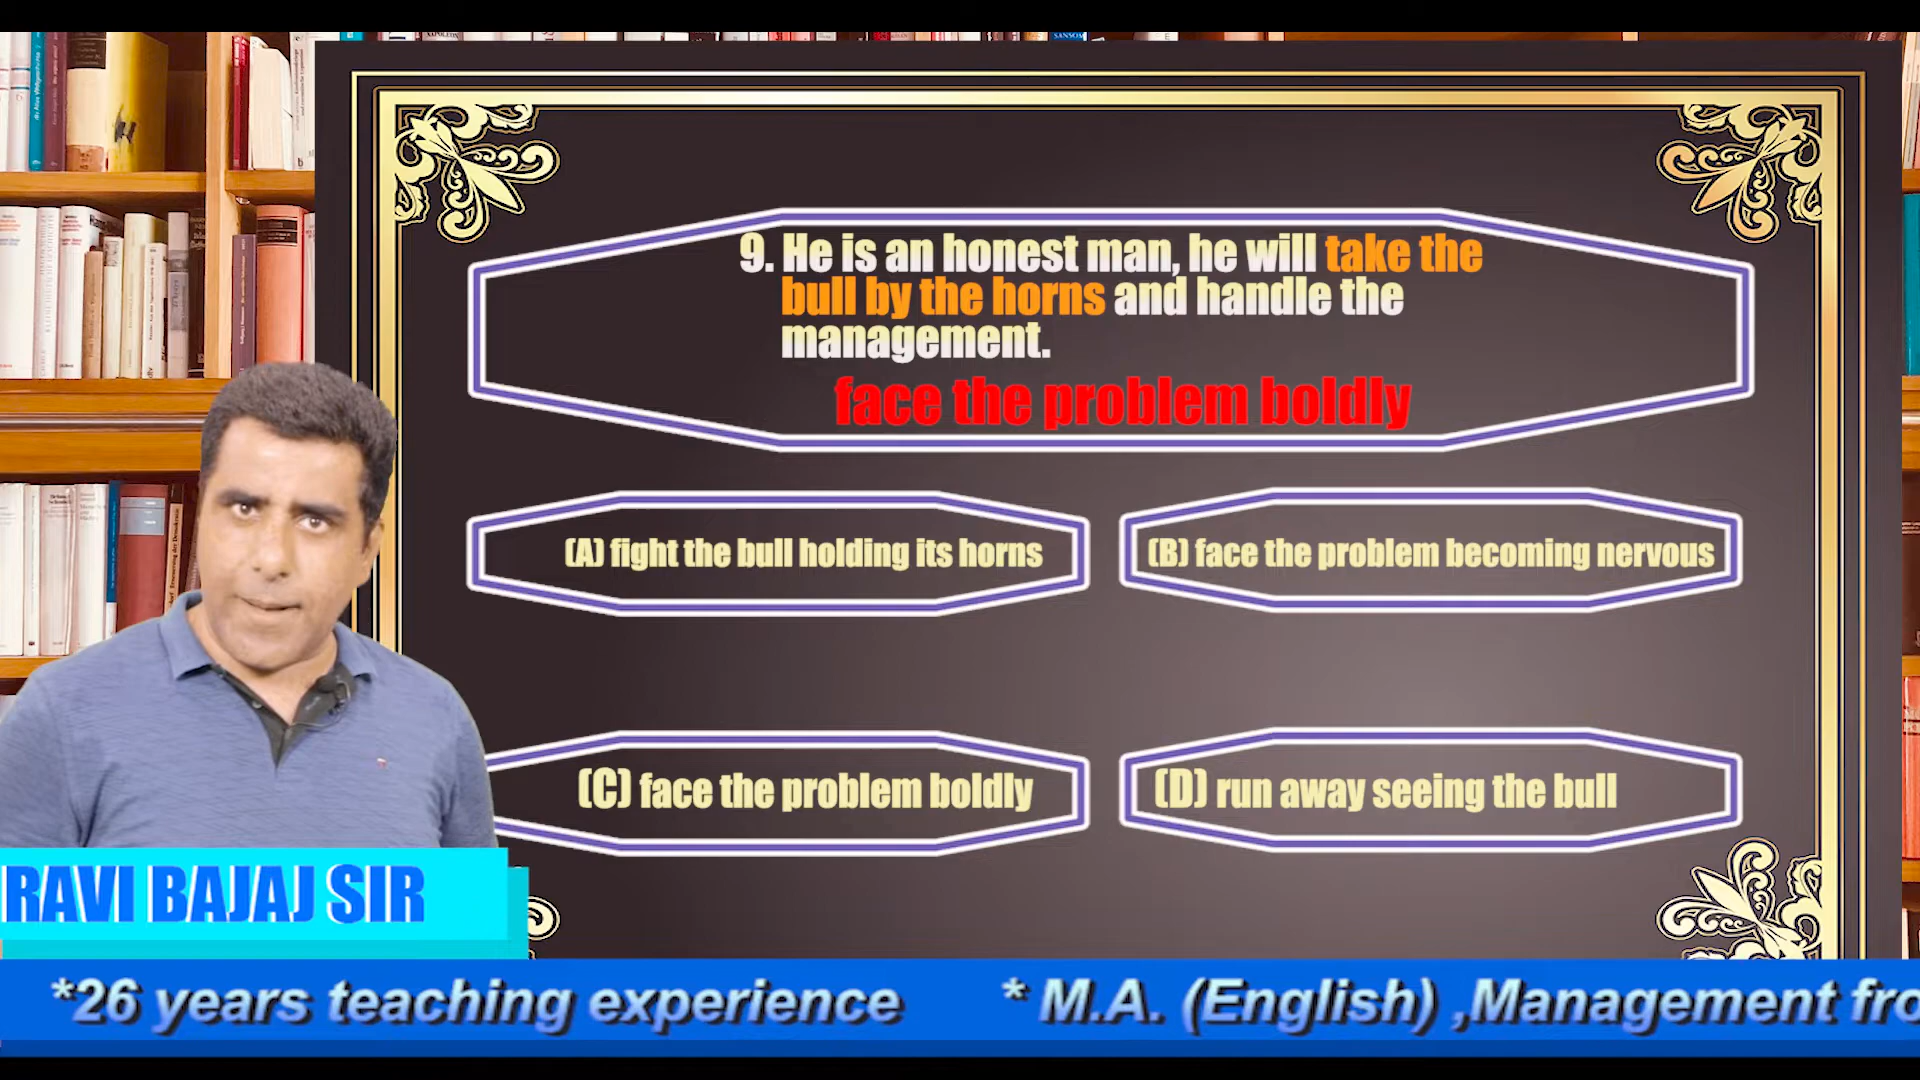 9. He is an honest man, he will take the
bull by the horns and handle the
management.
face the problem boldly
(A) fight the bull holding its horns
(B) face the problem becoming nervous
(C) face the problem boldly
(D) run away seeing the bull
RAVI BAJAJ SIR
*26 years teaching experience * M.A. (English) ,Management fro